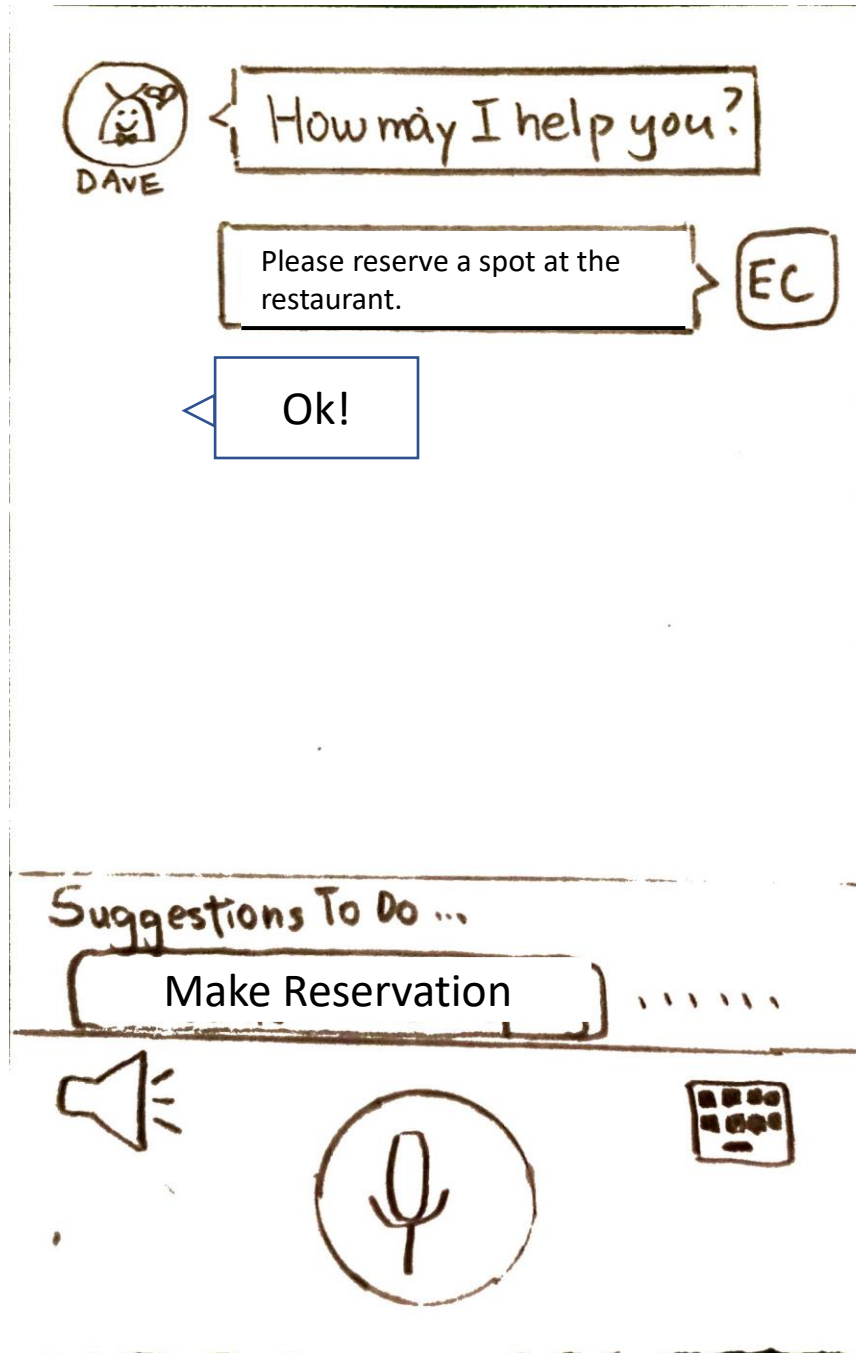 How may I help you?
DAVE
Please reserve a spot at the
restaurant.
EC
Ok!
Suggestions To Do ...
Make Reservation